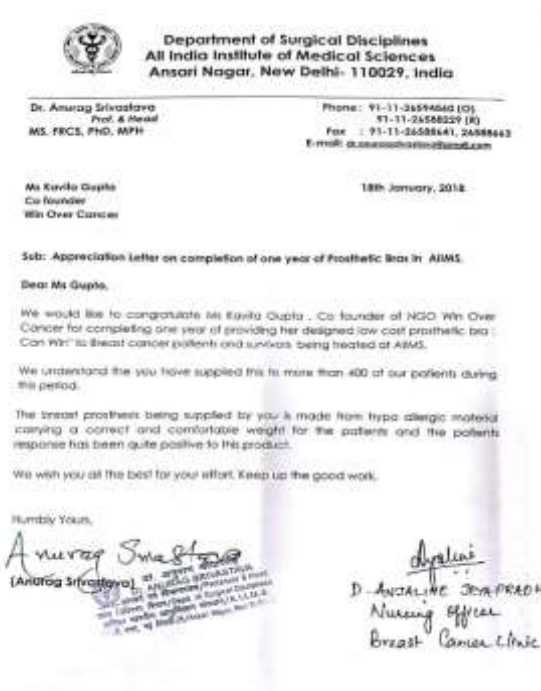 Department of Surgical Disciplines
All India Institute of Medical Sciences
Ansari Nagar, New Delhi- 110029, India
Dr. Anurag Srivastava
Prof. & Head
MS, FRCS, PhD, MPH
Phone: 91-11-26594640 (O)
91-11-26588229 (R)
Fax : 91-11-26588641, 26588663
E-mail:
Ms Kavita Gupta
Co founder
Win Over Cancer
18th January, 2018
Sub: Appreciation Letter on completion of one year of Prosthetic Bras in AIIMS.
Dear Ms Gupta,
We would like to congratulate Ms Kavita Gupta , Co founder of NGO Win Over
Cancer for completing one year of providing her designed low cost prosthetic bra :
Can Win" to Breast cancer patients and survivors being treated at AIIMS.
We understand the you have supplied this to more than 400 of our patients during
this period.
The breast prosthesis being supplied by you is made from hypo allergic material
carrying a correct and comfortable weight for the patients and the patients
response has been quite positive to this product.
We wish you all the best for your effort. Keep up the good work.
Humbly Yours,
Anurag Srivastava
(Anurag Srivastava)
Dr. ANURAG SRIVASTAVA
D. ANJALINE JEYAPRADH
Nursing officer
Breast Cancer Clinic